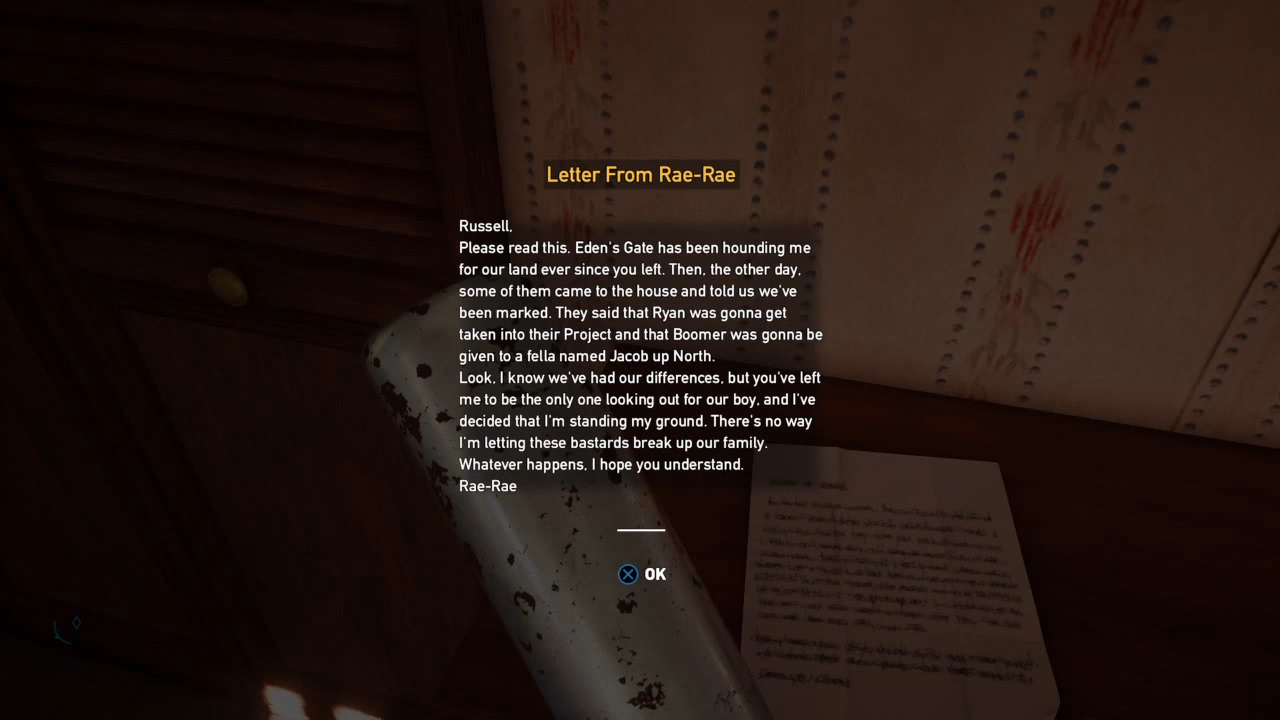 Letter From Rae-Rae
Russell,
Please read this. Eden's Gate has been hounding me
for our land ever since you left. Then, the other day,
some of them came to the house and told us we've
been marked. They said that Ryan was gonna get
taken into their Project and that Boomer was gonna be
given to a fella named Jacob up North.
Look, I know we've had our differences, but you've left
me to be the only one looking out for our boy, and I've
decided that I'm standing my ground. There's no way
I'm letting these bastards break up our family.
Whatever happens, I hope you understand.
Rae-Rae
OK